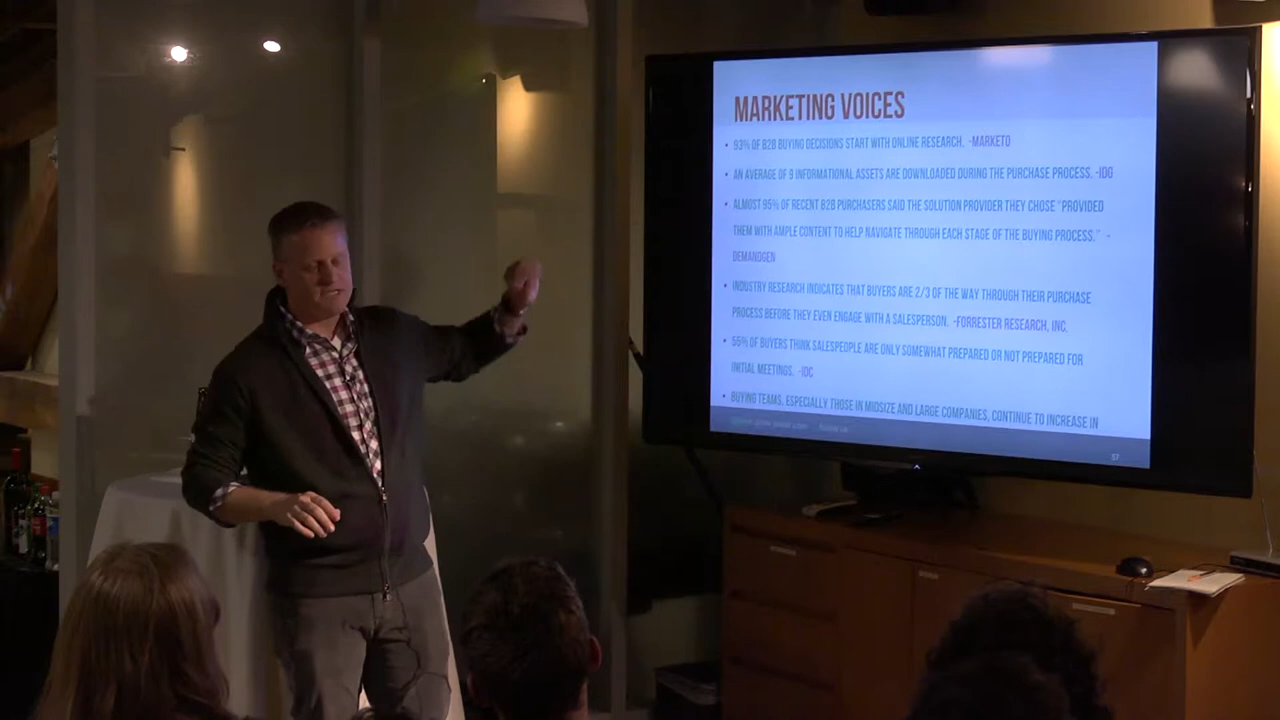 MARKETING VOICES
• 93% OF B2B BUYING DECISIONS START WITH ONLINE RESEARCH. -MARKETO
• AN AVERAGE OF 9 INFORMATIONAL ASSETS ARE DOWNLOADED DURING THE PURCHASE PROCESS. -IDG
• ALMOST 95% OF RECENT B2B PURCHASERS SAID THE SOLUTION PROVIDER THEY CHOSE "PROVIDED
THEM WITH AMPLE CONTENT TO HELP NAVIGATE THROUGH EACH STAGE OF THE BUYING PROCESS." -
DEMANDGEN
• INDUSTRY RESEARCH INDICATES THAT BUYERS ARE 2/3 OF THE WAY THROUGH THEIR PURCHASE
PROCESS BEFORE THEY EVEN ENGAGE WITH A SALESPERSON. -FORRESTER RESEARCH, INC.
• 55% OF BUYERS THINK SALESPEOPLE ARE ONLY SOMEWHAT PREPARED OR NOT PREPARED FOR
INITIAL MEETINGS. -IDC
• BUYING TEAMS, ESPECIALLY THOSE IN MIDSIZE AND LARGE COMPANIES, CONTINUE TO INCREASE IN
57